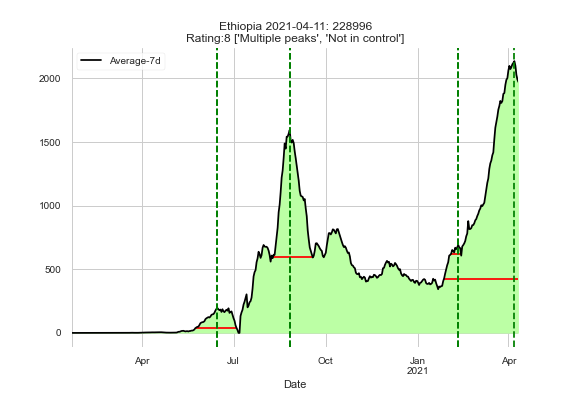 Ethiopia 2021-04-11: 228996
Rating:8 ['Multiple peaks', 'Not in control']
Average-7d
2000
1500
1000
500
0
Apr Jul Oct Jan Apr
2021
Date